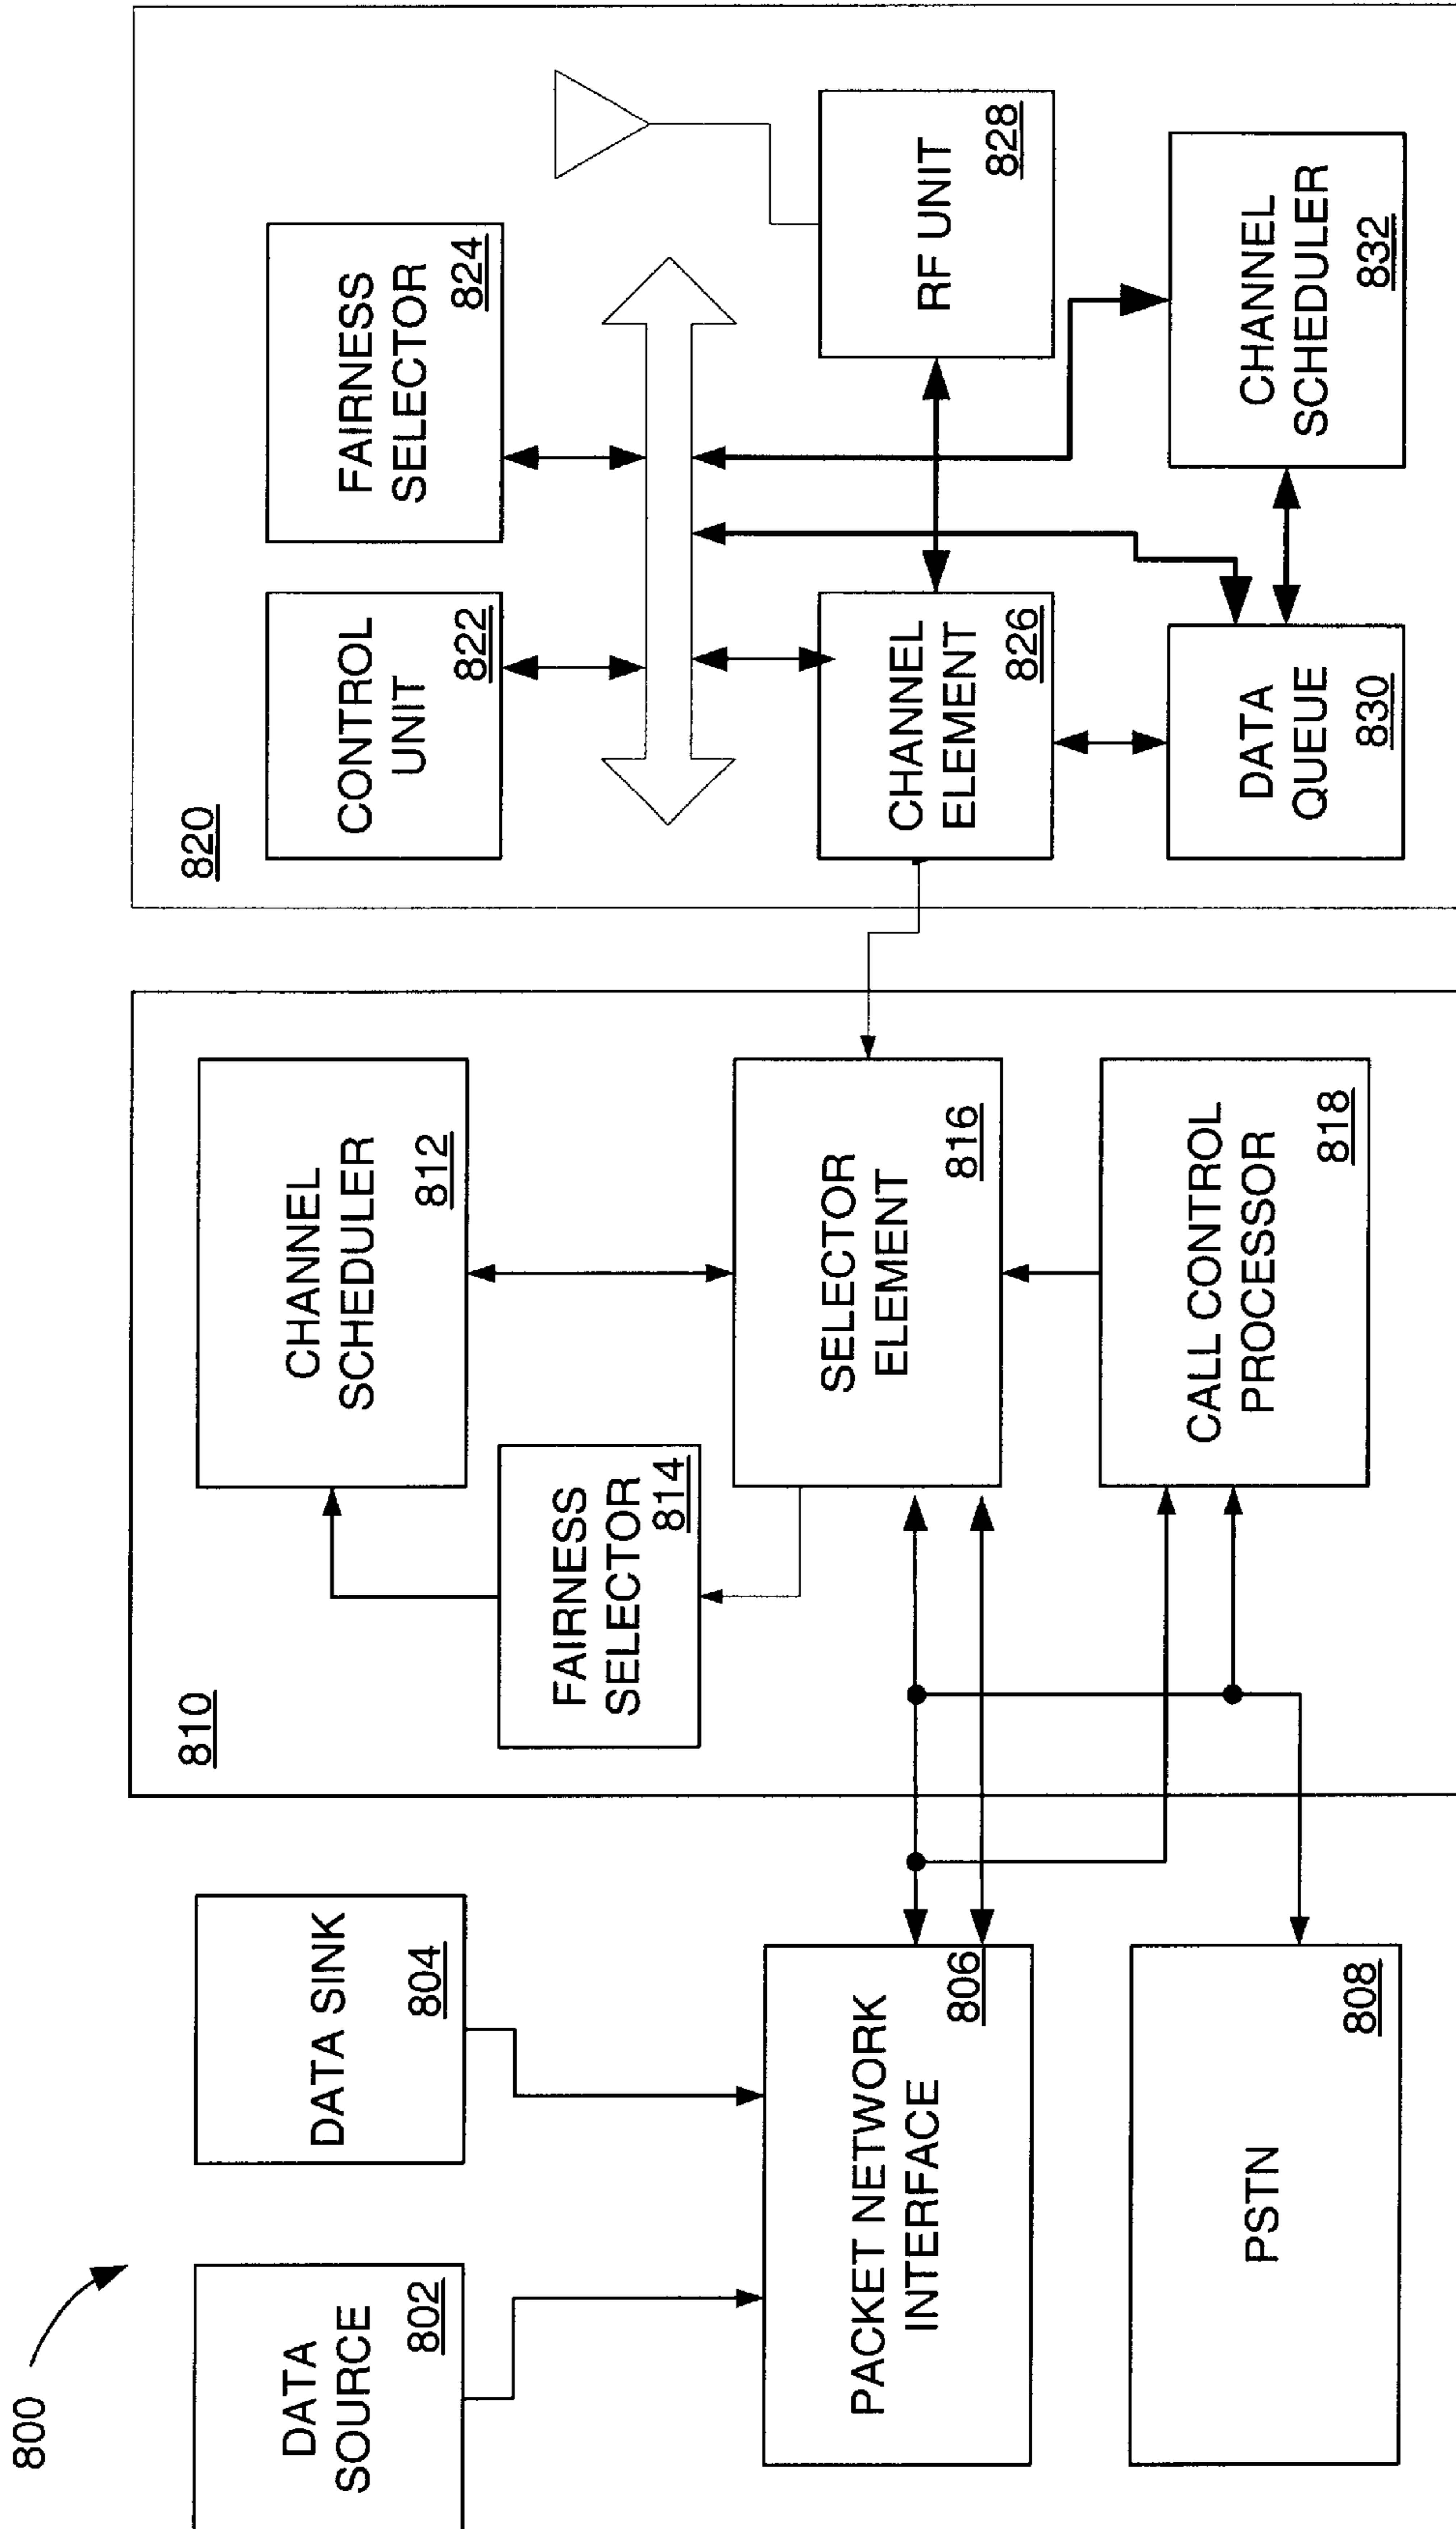 800
DATA
SOURCE
802
DATA SINK
804
PACKET NETWORK
INTERFACE
806
PSTN
808
810
CHANNEL
SCHEDULER
812
FAIRNESS
SELECTOR
814
SELECTOR
ELEMENT
816
CALL CONTROL
PROCESSOR
818
820
CONTROL
UNIT
822
FAIRNESS
SELECTOR
824
CHANNEL
ELEMENT
826
RF UNIT
828
DATA
QUEUE
830
CHANNEL
SCHEDULER
832